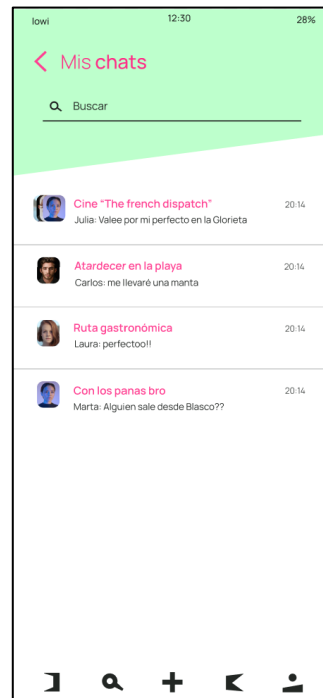 lowi 12:30 28%
Mis chats
Buscar
Cine “The french dispatch” 20:14
Julia: Valee por mi perfecto en la Glorieta
Atardecer en la playa 20:14
Carlos: me llevaré una manta
Ruta gastronómica 20:14
Laura: perfectoo!!
Con los panas bro 20:14
Marta: Alguien sale desde Blasco??